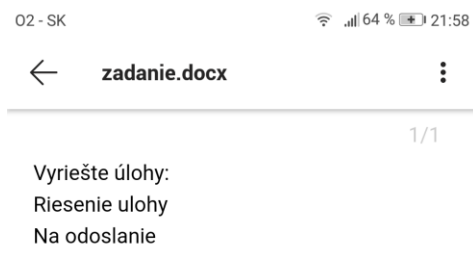 O2 - SK 64 % 21:58
zadanie.docx
1/1
Vyriešte úlohy:
Riesenie ulohy
Na odoslanie